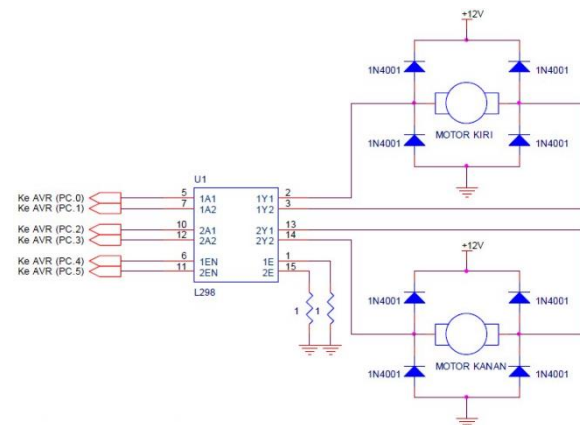 +12V
1N4001 1N4001
MOTOR KIRI
1N4001 1N4001
U1
Ke AVR (PC.0) 5 1A1 1Y1 2
Ke AVR (PC.1) 7 1A2 1Y2 3
Ke AVR (PC.2) 10 2A1 2Y1 13
Ke AVR (PC.3) 12 2A2 2Y2 14
Ke AVR (PC.4) 6 1EN 1E 1
Ke AVR (PC.5) 11 2EN 2E 15
L298
1 1
+12V
1N4001 1N4001
MOTOR KANAN
1N4001 1N4001